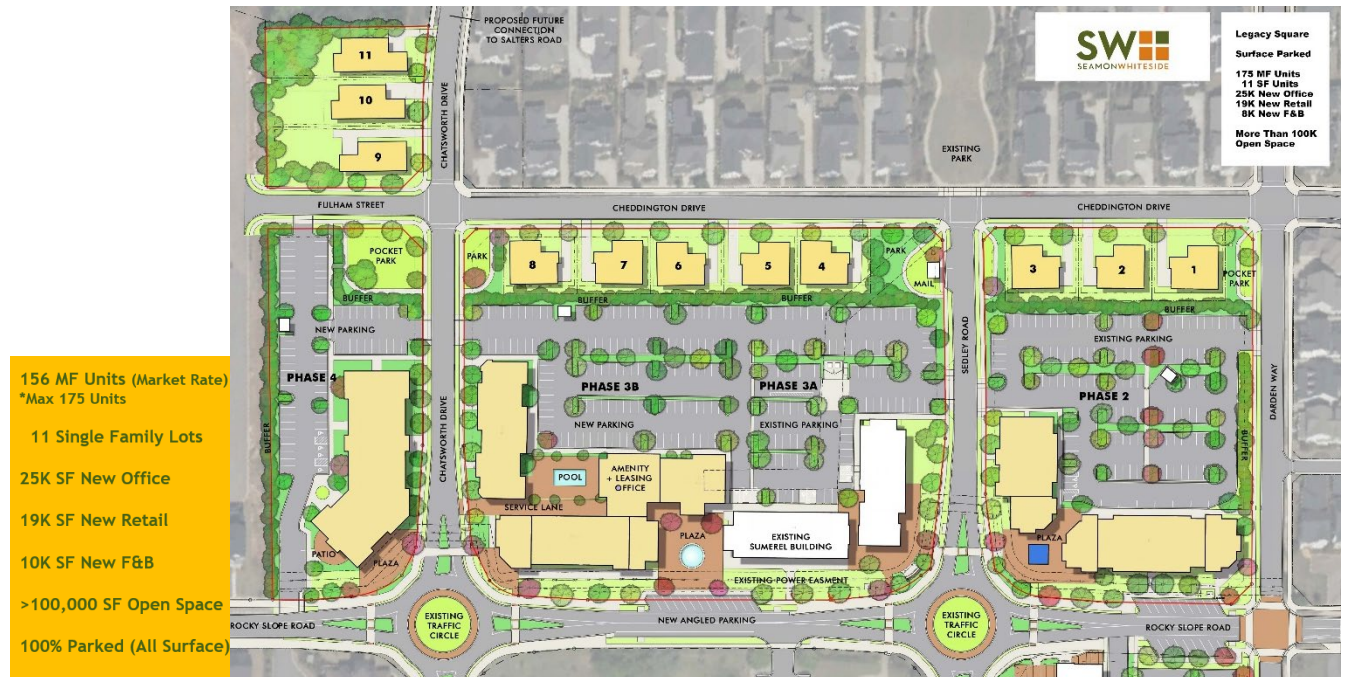 PROPOSED FUTURE
CONNECTION
TO SALTERS ROAD
SW
SEAMONWHITESIDE
Legacy Square
Surface Parked
175 MF Units
11 SF Units
25K New Office
19K New Retail
8K New F&B
More Than 100K
Open Space
11
10
9
CHATSWORTH DRIVE
EXISTING
PARK
FULHAM STREET
CHEDDINGTON DRIVE
CHEDDINGTON DRIVE
POCKET
PARK
PARK
8
7
6
5
4
PARK
MAIL
3
2
1
POCKET
PARK
BUFFER
BUFFER
BUFFER
BUFFER
NEW PARKING
EXISTING PARKING
SEDLEY ROAD
DARDEN WAY
PHASE 4
PHASE 3B
PHASE 3A
PHASE 2
NEW PARKING
EXISTING PARKING
BUFFER
BUFFER
CHATSWORTH DRIVE
POOL
AMENITY
+ LEASING
OFFICE
SERVICE LANE
PLAZA
EXISTING
SUMEREL BUILDING
PLAZA
PATIO
PLAZA
EXISTING POWER EASMENT
ROCKY SLOPE ROAD
EXISTING
TRAFFIC
CIRCLE
NEW ANGLED PARKING
EXISTING
TRAFFIC
CIRCLE
ROCKY SLOPE ROAD
156 MF Units (Market Rate)
*Max 175 Units
11 Single Family Lots
25K SF New Office
19K SF New Retail
10K SF New F&B
>100,000 SF Open Space
100% Parked (All Surface)